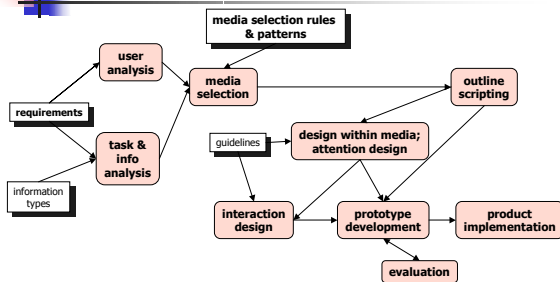 media selection rules
& patterns
user
analysis
media
selection
outline
scripting
requirements
task &
info
analysis
guidelines
design within media;
attention design
information
types
interaction
design
prototype
development
product
implementation
evaluation